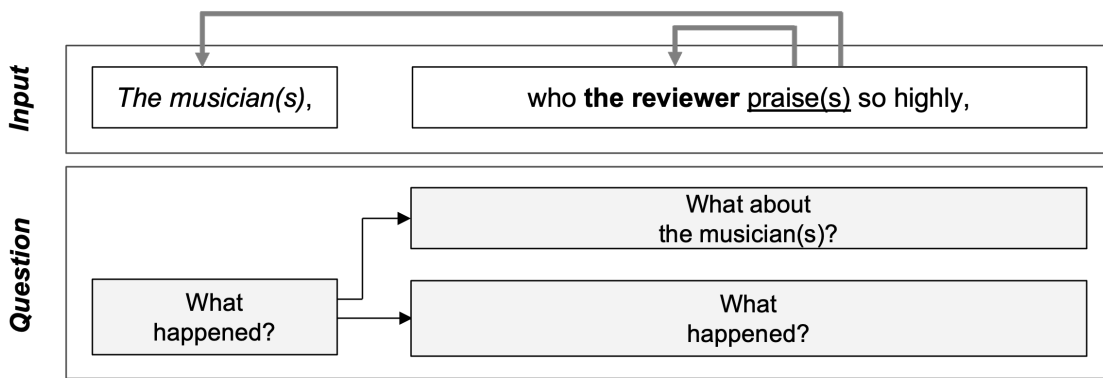 Input
The musician(s),
who the reviewer praise(s) so highly,
Question
What about
the musician(s)?
What
happened?
What
happened?